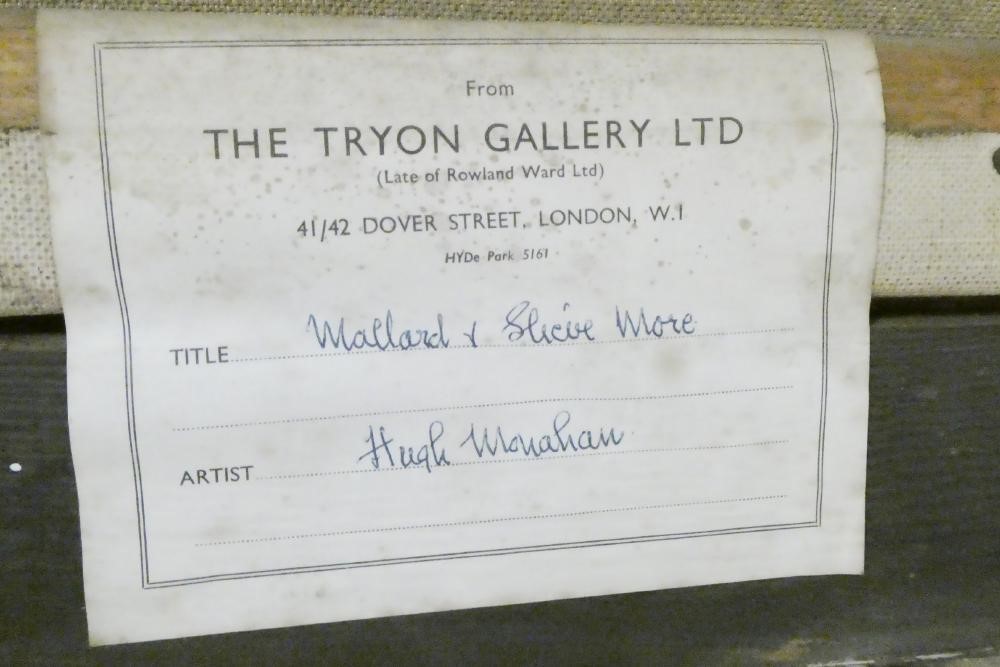 From
THE TRYON GALLERY LTD
(Late of Rowland Ward Ltd)
41/42 DOVER STREET, LONDON, W.1
HYDe Park 5161
TITLE Mallard & Slieve More
ARTIST Hugh Monahan